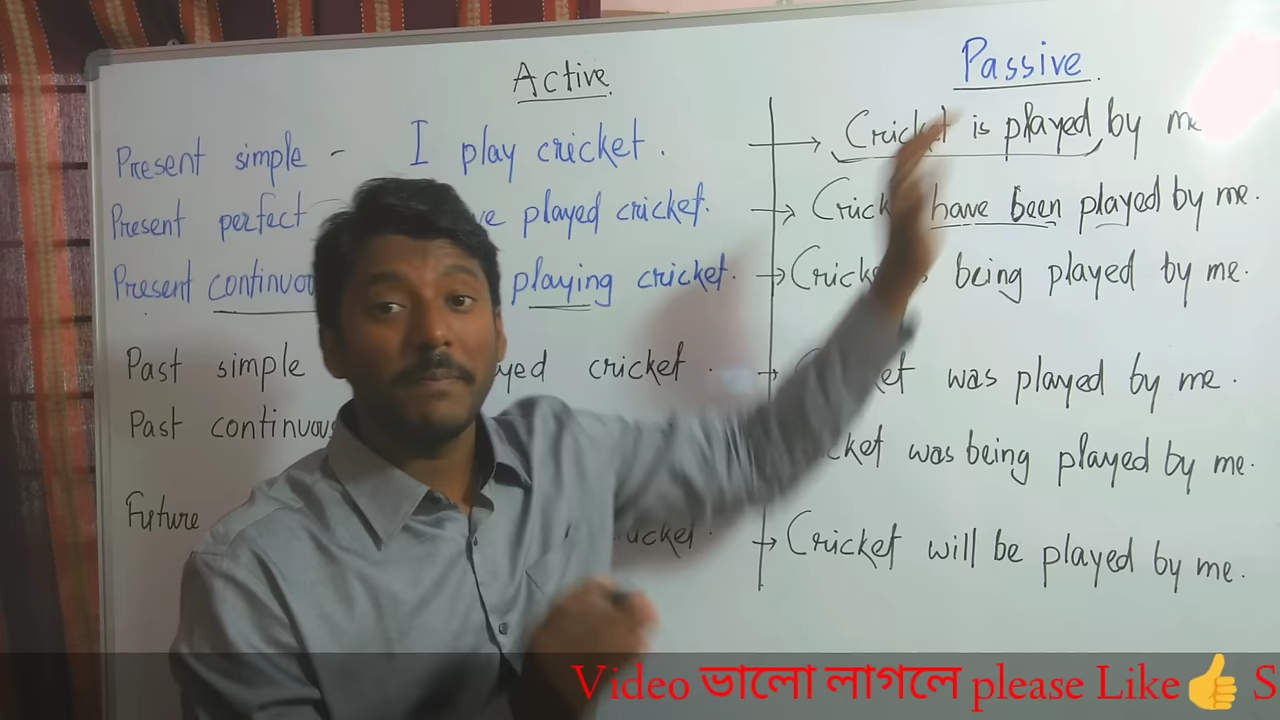 Active.
Passive.
Present simple - I play cricket.
Cricket is played by me
Present perfect played cricket.
have been played by me.
Present continuou playing cricket.
being played by me.
Past simple cricket.
was played by me.
Past continuous
was being played by me.
Future
Cricket will be played by me.
Video ভালো লাগলে please Like👍 S